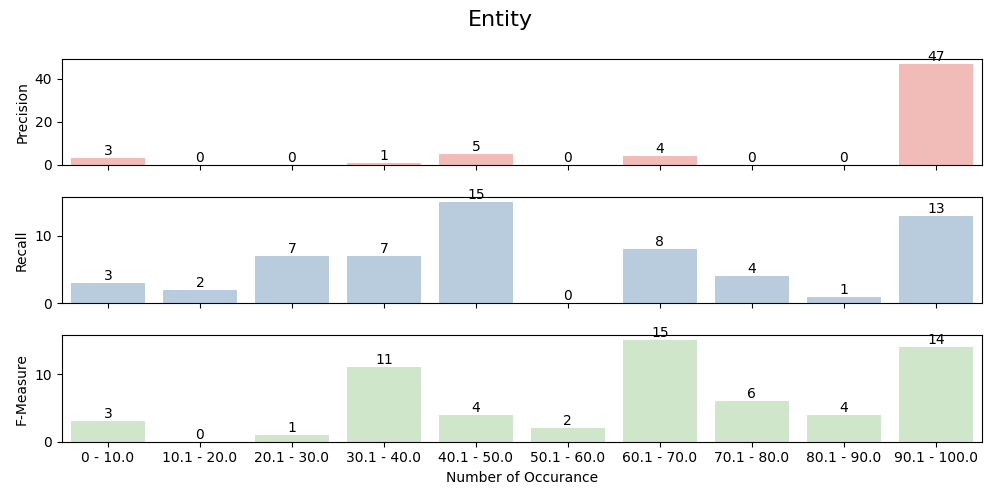 Entity
Precision
40
20
0
3 0 0 1 5 0 4 0 0 47
Recall
10
0
3 2 7 7 15 0 8 4 1 13
F-Measure
10
0
3 0 1 11 4 2 15 6 4 14
0 - 10.0 10.1 - 20.0 20.1 - 30.0 30.1 - 40.0 40.1 - 50.0 50.1 - 60.0 60.1 - 70.0 70.1 - 80.0 80.1 - 90.0 90.1 - 100.0
Number of Occurance